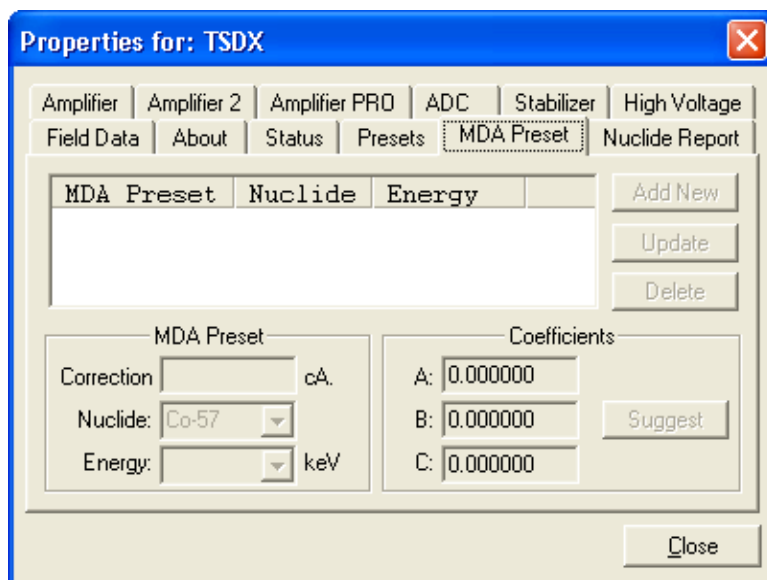 Properties for: TSDX
Amplifier Amplifier 2 Amplifier PRO ADC Stabilizer High Voltage
Field Data About Status Presets MDA Preset Nuclide Report
MDA Preset Nuclide Energy
Add New
Update
Delete
MDA Preset
Correction cA.
Nuclide: Co-57
Energy: keV
Coefficients
A: 0.000000
B: 0.000000
C: 0.000000
Suggest
Close